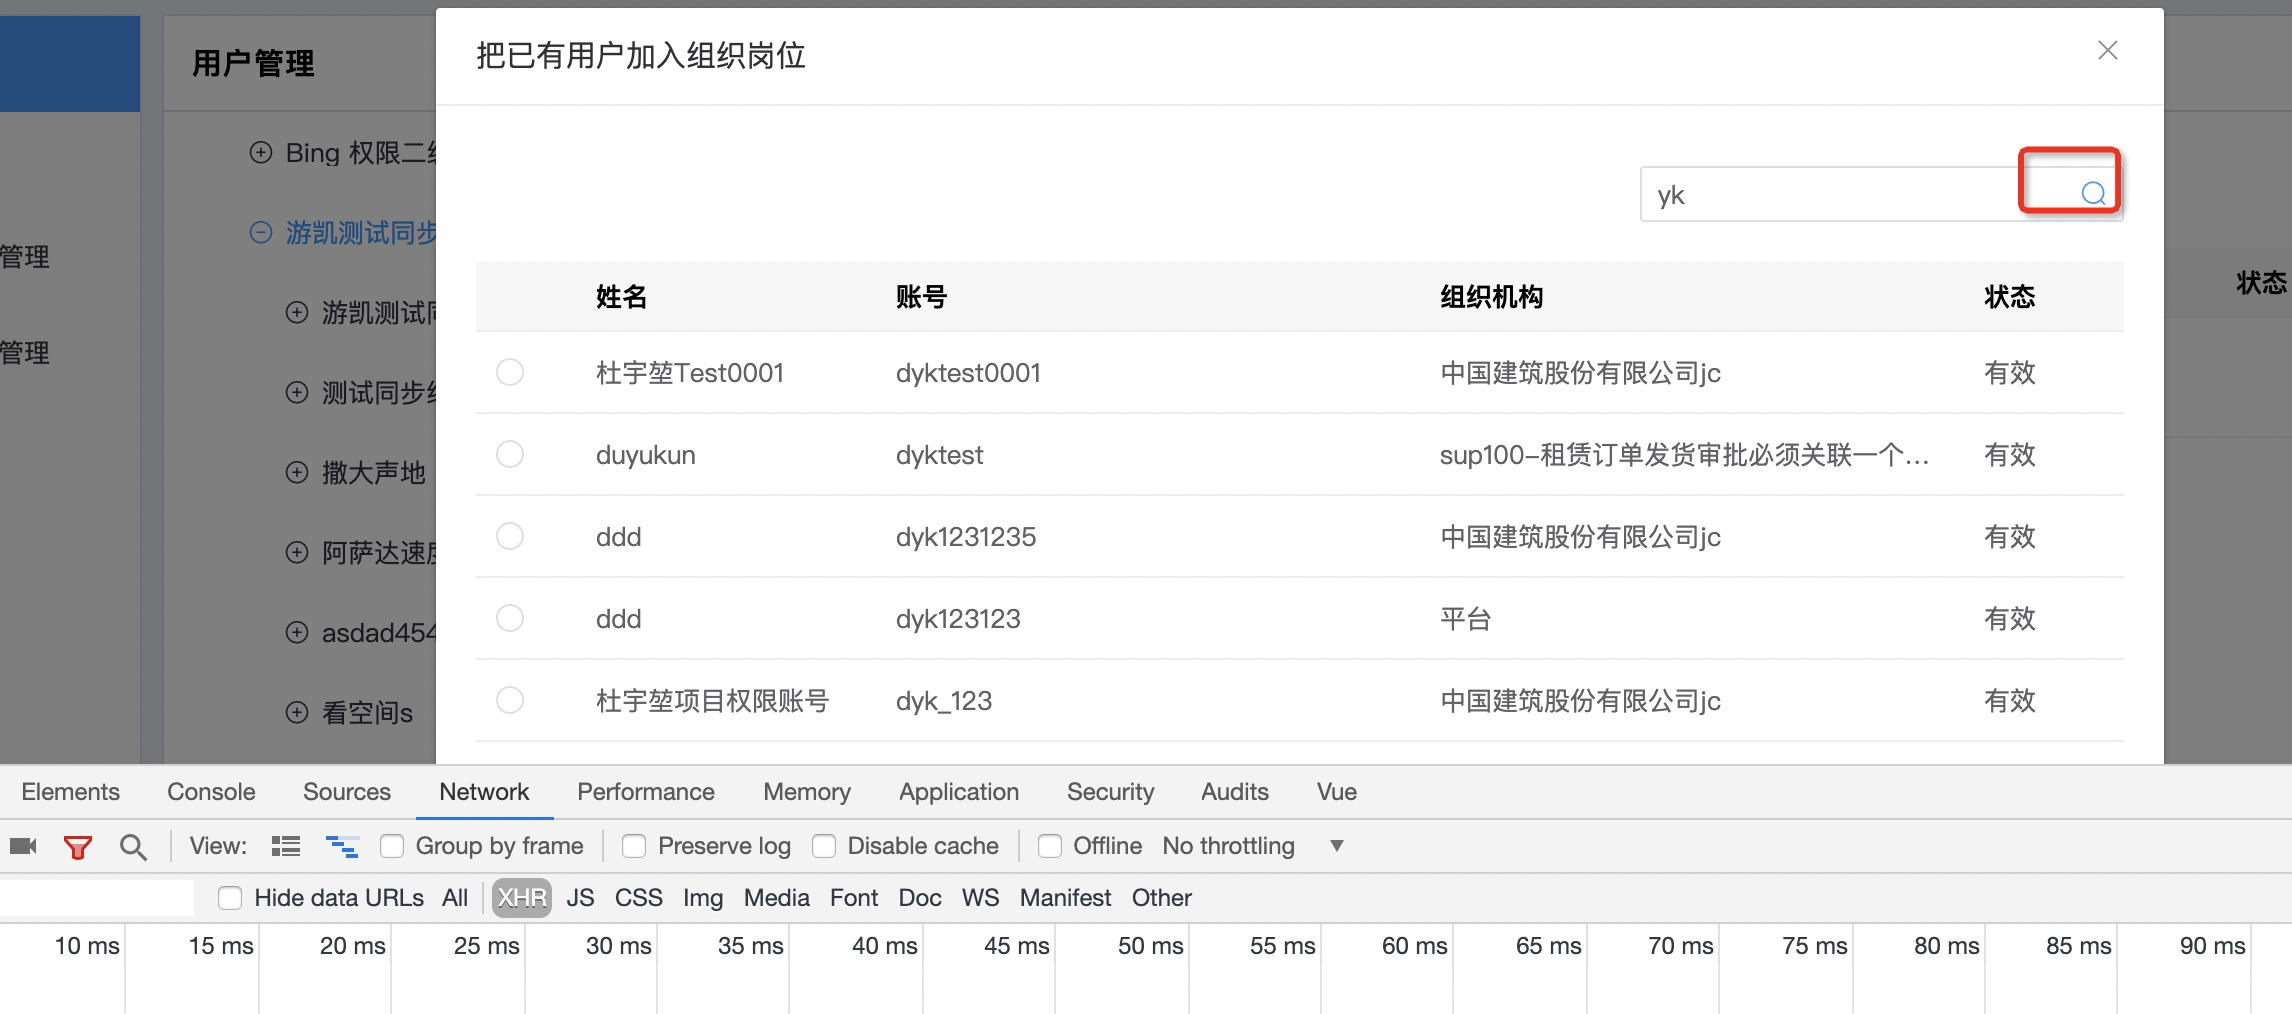 用户管理
把已有用户加入组织岗位
Bing 权限二
游凯测试同步
管理
游凯测试
管理
测试同步
撒大声地
阿萨达速
asdad454
看空间s
yk
状态
姓名 账号 组织机构 状态
杜宇堃Test0001 dyktest0001 中国建筑股份有限公司jc 有效
duyukun dyktest sup100-租赁订单发货审批必须关联一个... 有效
ddd dyk1231235 中国建筑股份有限公司jc 有效
ddd dyk123123 平台 有效
杜宇堃项目权限账号 dyk_123 中国建筑股份有限公司jc 有效
Elements Console Sources Network Performance Memory Application Security Audits Vue
View: Group by frame Preserve log Disable cache Offline No throttling
Hide data URLs All XHR JS CSS Img Media Font Doc WS Manifest Other
10 ms 15 ms 20 ms 25 ms 30 ms 35 ms 40 ms 45 ms 50 ms 55 ms 60 ms 65 ms 70 ms 75 ms 80 ms 85 ms 90 ms